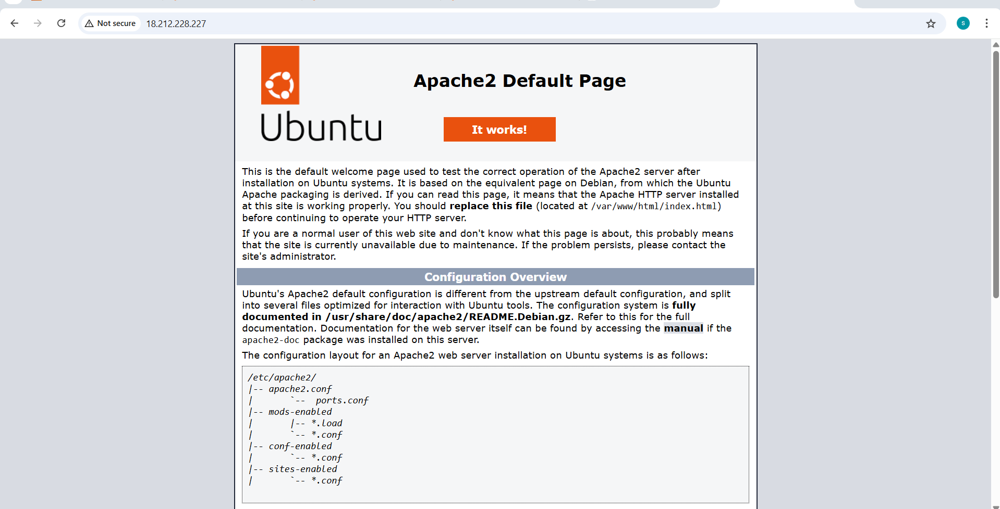 Not secure 18.212.228.227
S
Apache2 Default Page
Ubuntu
It works!
This is the default welcome page used to test the correct operation of the Apache2 server after
installation on Ubuntu systems. It is based on the equivalent page on Debian, from which the Ubuntu
Apache packaging is derived. If you can read this page, it means that the Apache HTTP server installed
at this site is working properly. You should replace this file (located at /var/www/html/index.html)
before continuing to operate your HTTP server.
If you are a normal user of this web site and don't know what this page is about, this probably means
that the site is currently unavailable due to maintenance. If the problem persists, please contact the
site's administrator.
Configuration Overview
Ubuntu's Apache2 default configuration is different from the upstream default configuration, and split
into several files optimized for interaction with Ubuntu tools. The configuration system is fully
documented in /usr/share/doc/apache2/README.Debian.gz. Refer to this for the full
documentation. Documentation for the web server itself can be found by accessing the manual if the
apache2-doc package was installed on this server.
The configuration layout for an Apache2 web server installation on Ubuntu systems is as follows:
/etc/apache2/
|-- apache2.conf
|       `--  ports.conf
|-- mods-enabled
|       |-- *.load
|       `-- *.conf
|-- conf-enabled
|       `-- *.conf
|-- sites-enabled
|       `-- *.conf